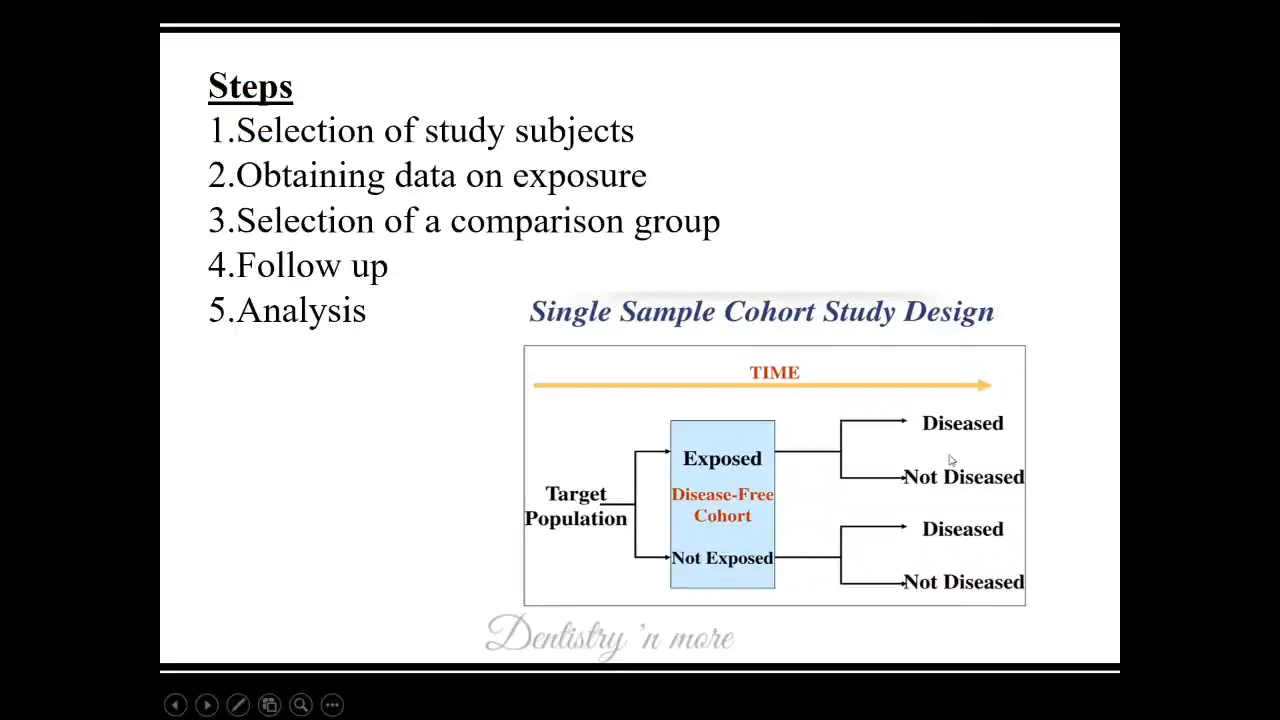 Steps
1.Selection of study subjects
2.Obtaining data on exposure
3.Selection of a comparison group
4.Follow up
5.Analysis
Single Sample Cohort Study Design
TIME
Target
Population
Exposed
Disease-Free
Cohort
Not Exposed
Diseased
Not Diseased
Diseased
Not Diseased
Dentistry 'n more